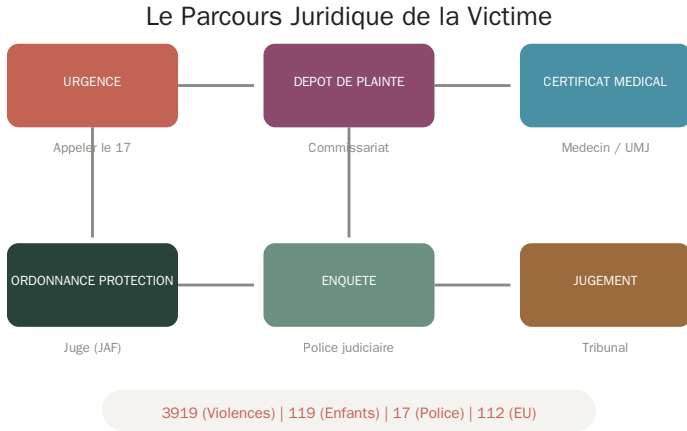 Le Parcours Juridique de la Victime
URGENCE
DEPOT DE PLAINTE
CERTIFICAT MEDICAL
Appeler le 17
Commissariat
Medecin / UMJ
ORDONNANCE PROTECTION
ENQUETE
JUGEMENT
Juge (JAF)
Police judiciaire
Tribunal
3919 (Violences) | 119 (Enfants) | 17 (Police) | 112 (EU)